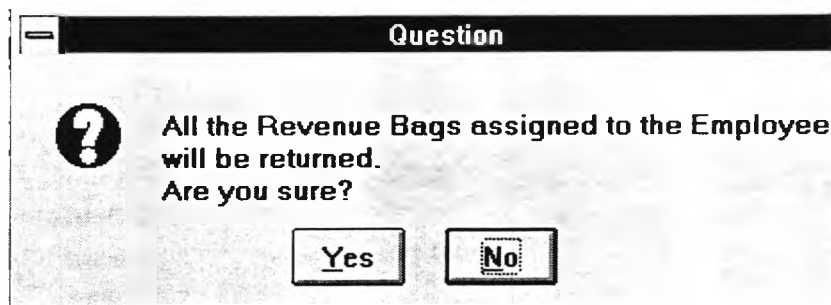 Question
All the Revenue Bags assigned to the Employee
will be returned.
Are you sure?
Yes No